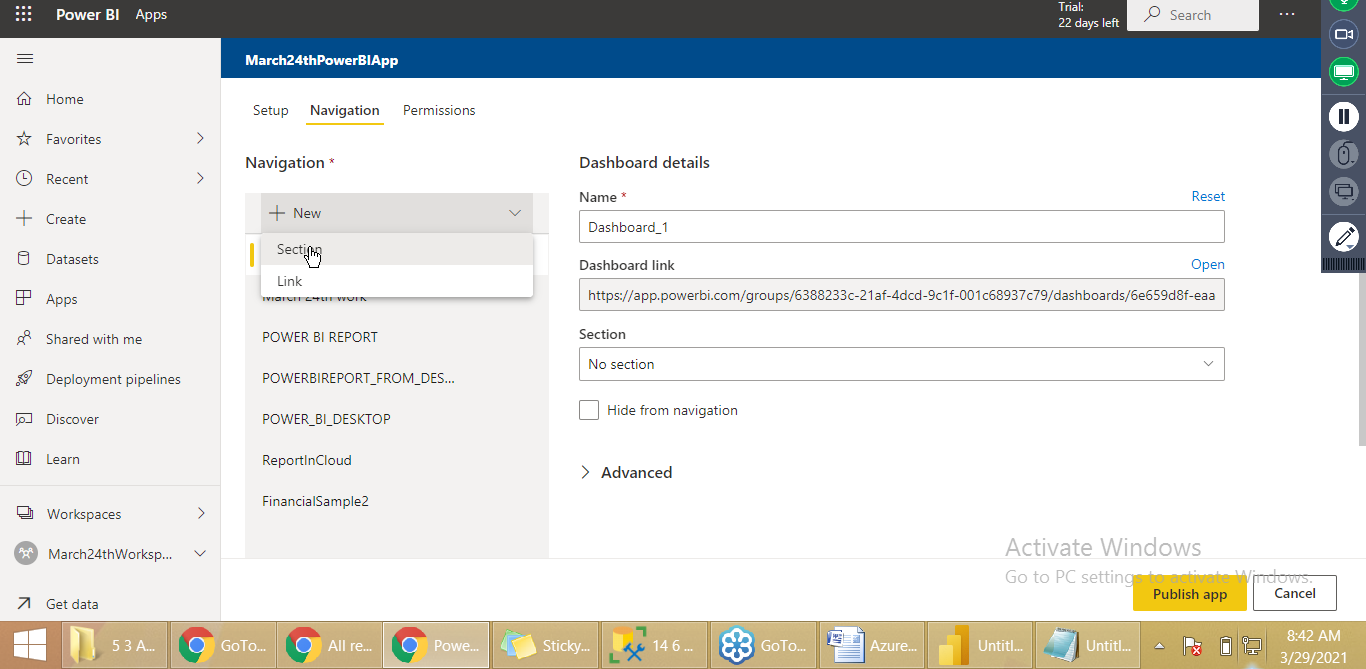 Power BI Apps
Trial:
22 days left
Search
March24thPowerBIApp
Home
Favorites
Recent
Create
Datasets
Apps
Shared with me
Deployment pipelines
Discover
Learn
Workspaces
March24thWorksp...
Get data
Setup Navigation Permissions
Navigation *
New
Section
Link
March 24th work
POWER BI REPORT
POWERBIREPORT_FROM_DES...
POWER_BI_DESKTOP
ReportInCloud
FinancialSample2
Dashboard details
Name * Reset
Dashboard_1
Dashboard link Open
https://app.powerbi.com/groups/6388233c-21af-4dcd-9c1f-001c68937c79/dashboards/6e659d8f-eaa
Section
No section
Hide from navigation
Advanced
Activate Windows
Go to PC settings to activate Windows.
Publish app Cancel
5 3 A... GoTo... All re... Powe... Sticky... 14 6 ... GoTo... Azure... Untitl... Untitl...
8:42 AM
3/29/2021